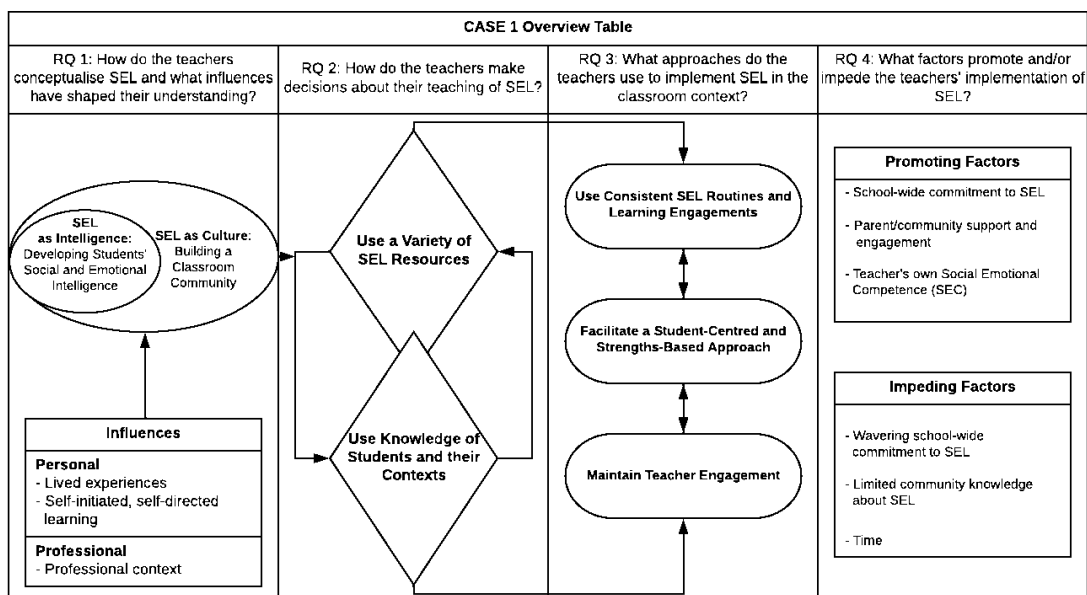 CASE 1 Overview Table
RQ 1: How do the teachers
conceptualise SEL and what influences
have shaped their understanding?
RQ 2: How do the teachers make
decisions about their teaching of SEL?
RQ 3: What approaches do the
teachers use to implement SEL in the
classroom context?
RQ 4: What factors promote and/or
impede the teachers' implementation of
SEL?
SEL
as Intelligence:
Developing Students'
Social and Emotional
Intelligence
SEL as Culture:
Building a
Classroom
Community
Influences
Personal
- Lived experiences
- Self-initiated, self-directed
learning
Professional
- Professional context
Use a Variety of
SEL Resources
Use Knowledge of
Students and their
Contexts
Use Consistent SEL Routines and
Learning Engagements
Facilitate a Student-Centred and
Strengths-Based Approach
Maintain Teacher Engagement
Promoting Factors
- School-wide commitment to SEL
- Parent/community support and
engagement
- Teacher's own Social Emotional
Competence (SEC)
Impeding Factors
- Wavering school-wide
commitment to SEL
- Limited community knowledge
about SEL
- Time